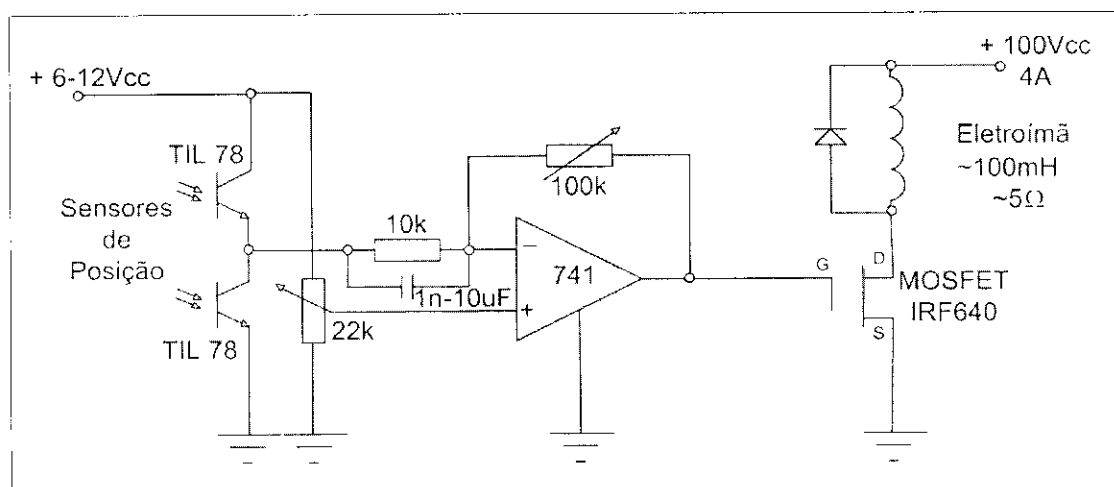 + 6-12Vcc
TIL 78
Sensores
de
Posição
TIL 78
10k
1n-10uF
22k
100k
741
−
+
+ 100Vcc
4A
Eletroímã
~100mH
~5Ω
G
D
S
MOSFET
IRF640